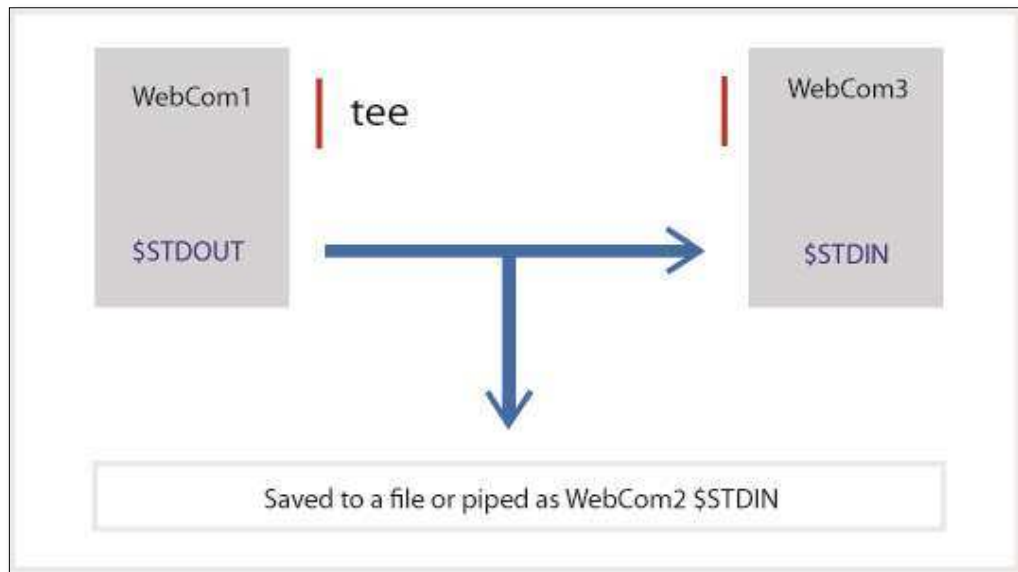 WebCom1
tee
WebCom3
$STDOUT
$STDIN
Saved to a file or piped as WebCom2 $STDIN